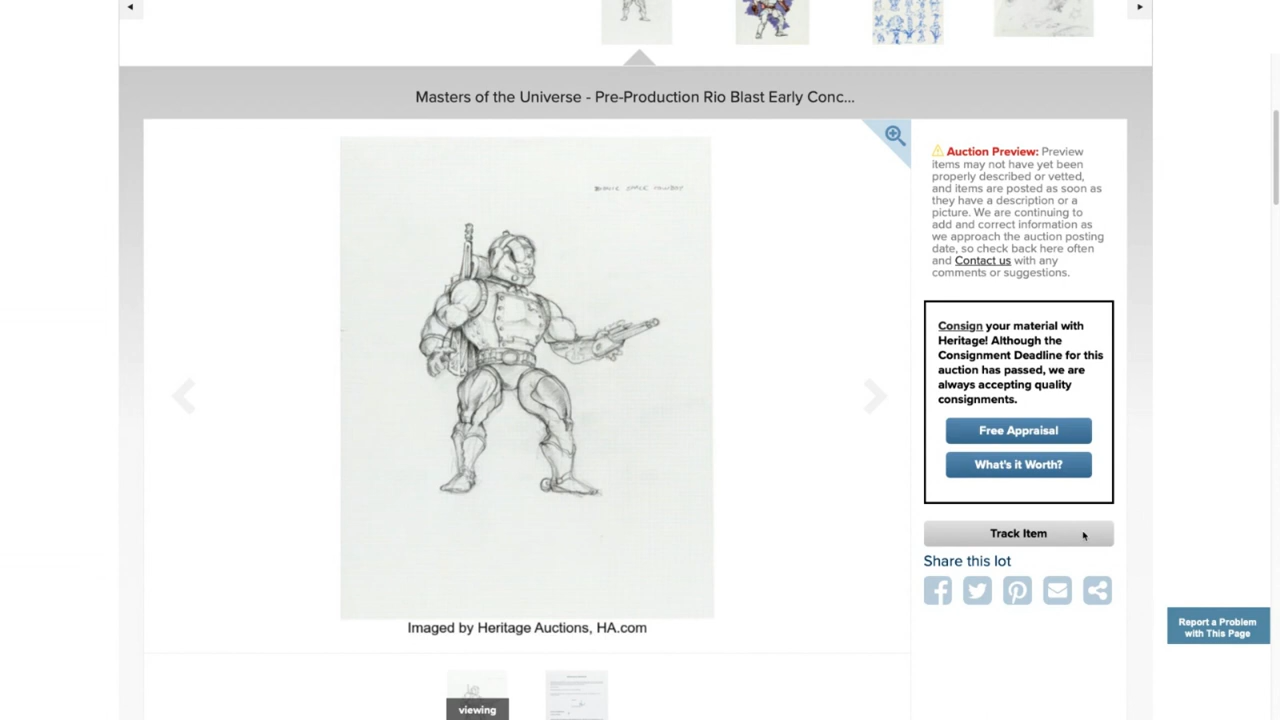 Masters of the Universe - Pre-Production Rio Blast Early Conc...
BIONIC SPACE COWBOY
Auction Preview: Preview
items may not have yet been
properly described or vetted,
and items are posted as soon as
they have a description or a
picture. We are continuing to
add and correct information as
we approach the auction posting
date, so check back here often
and Contact us with any
comments or suggestions.
Consign your material with
Heritage! Although the
Consignment Deadline for this
auction has passed, we are
always accepting quality
consignments.
Free Appraisal
What's it Worth?
Track Item
Share this lot
Imaged by Heritage Auctions, HA.com
Report a Problem
with This Page
viewing